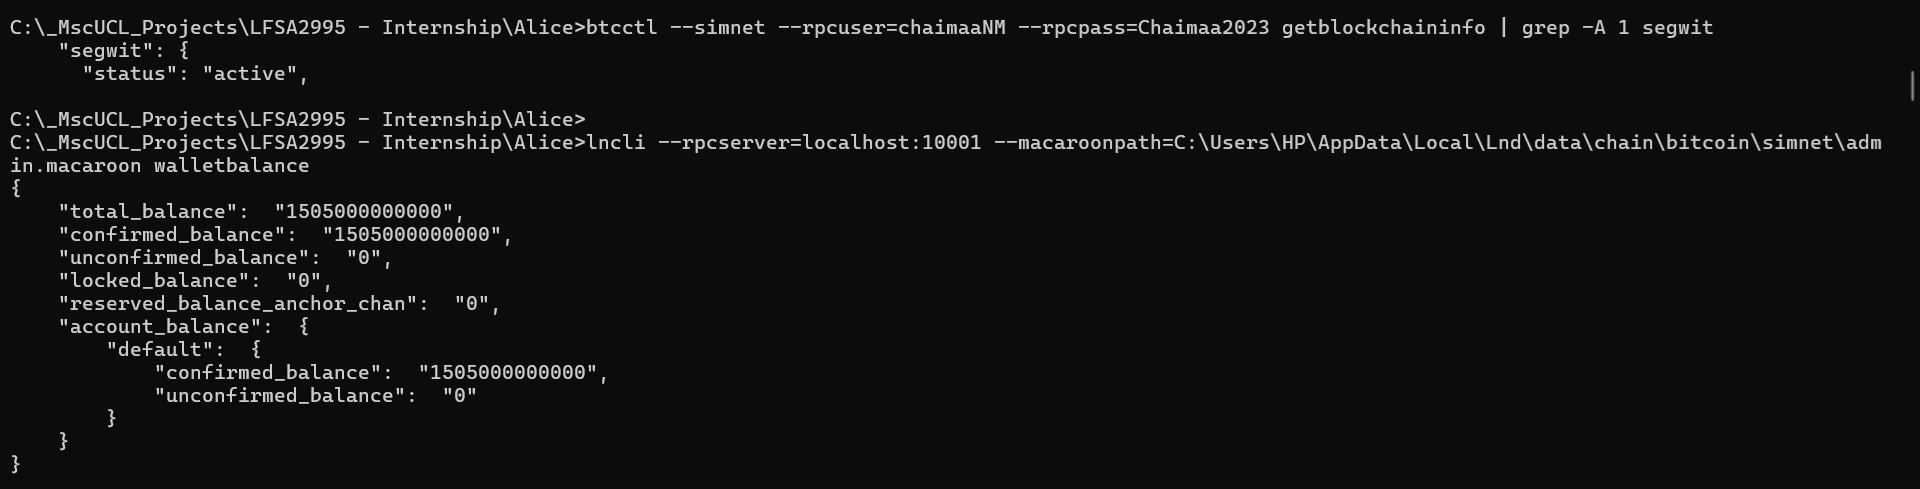 C:\_MscUCL_Projects\LFSA2995 - Internship\Alice>btcctl --simnet --rpcuser=chaimaaNM --rpcpass=Chaimaa2023 getblockchaininfo | grep -A 1 segwit
    "segwit": {
      "status": "active",
C:\_MscUCL_Projects\LFSA2995 - Internship\Alice>
C:\_MscUCL_Projects\LFSA2995 - Internship\Alice>lncli --rpcserver=localhost:10001 --macaroonpath=C:\Users\HP\AppData\Local\Lnd\data\chain\bitcoin\simnet\adm
in.macaroon walletbalance
{
    "total_balance":  "1505000000000",
    "confirmed_balance":  "1505000000000",
    "unconfirmed_balance":  "0",
    "locked_balance":  "0",
    "reserved_balance_anchor_chan":  "0",
    "account_balance":  {
        "default":  {
            "confirmed_balance":  "1505000000000",
            "unconfirmed_balance":  "0"
        }
    }
}